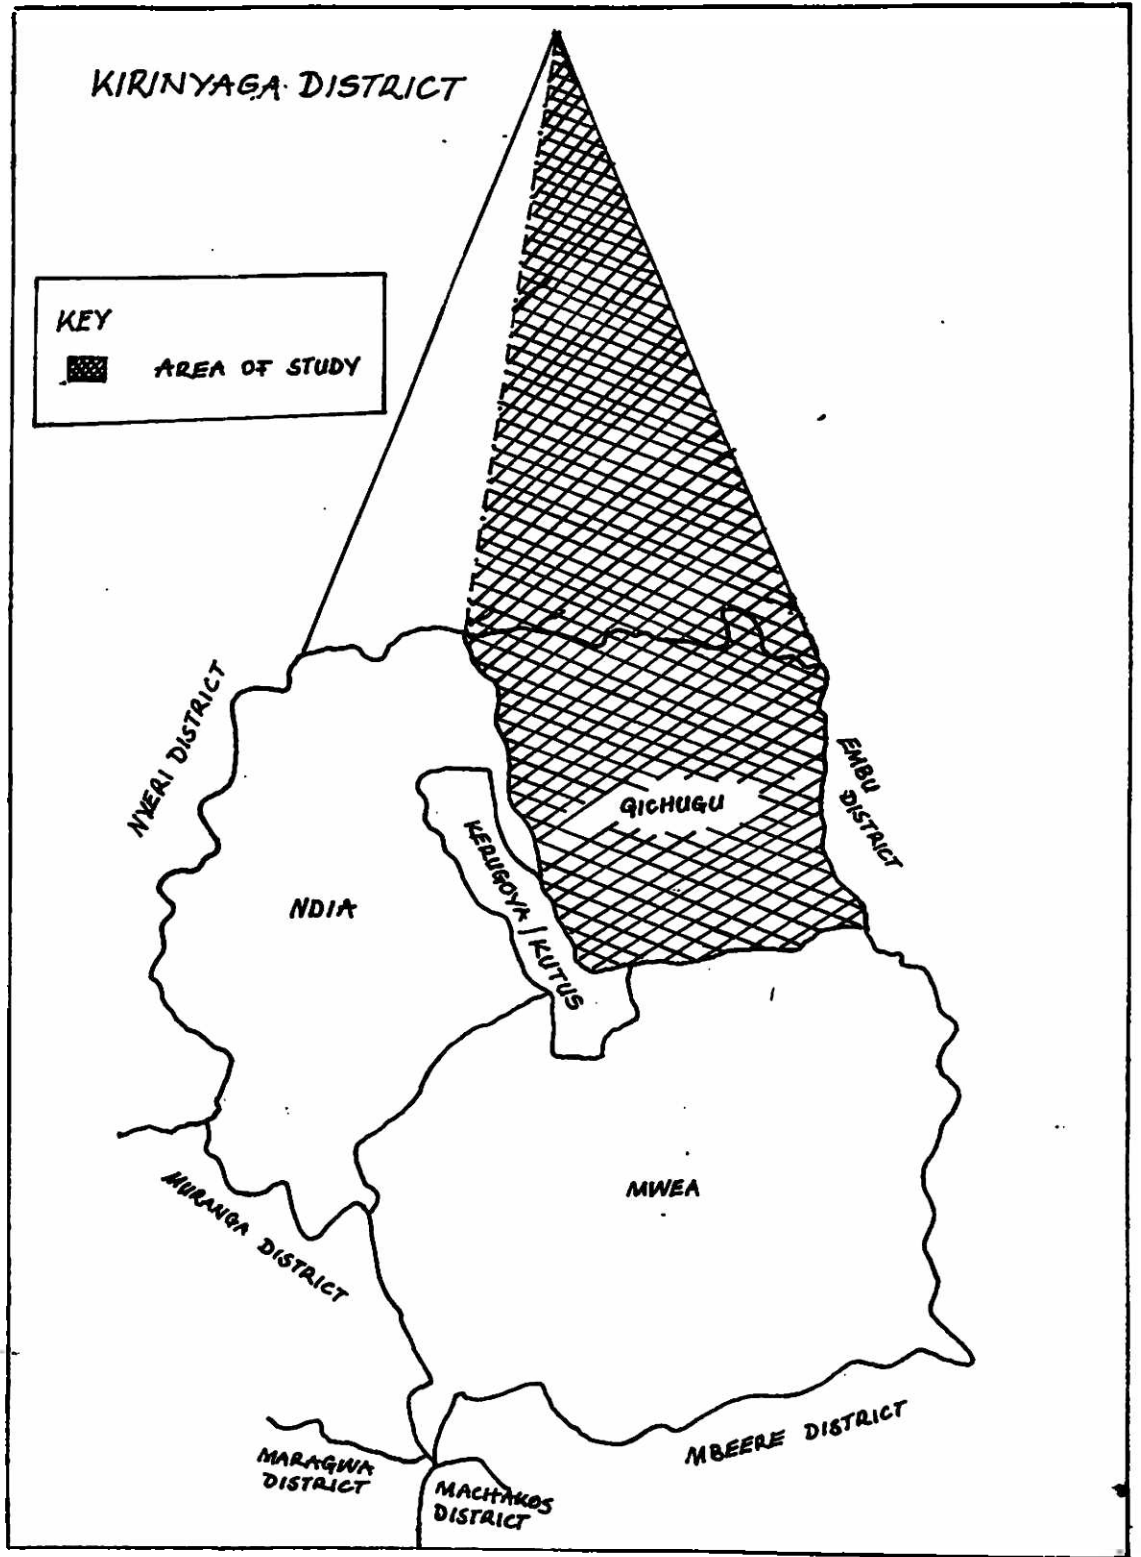 KIRINYAGA DISTRICT
KEY
AREA OF STUDY
NYERI DISTRICT
EMBU
DISTRICT
GICHUGU
KERUGOYA / KUTUS
NDIA
MWEA
MURANGA DISTRICT
MBEERE DISTRICT
MARAGWA
DISTRICT
MACHAKOS
DISTRICT